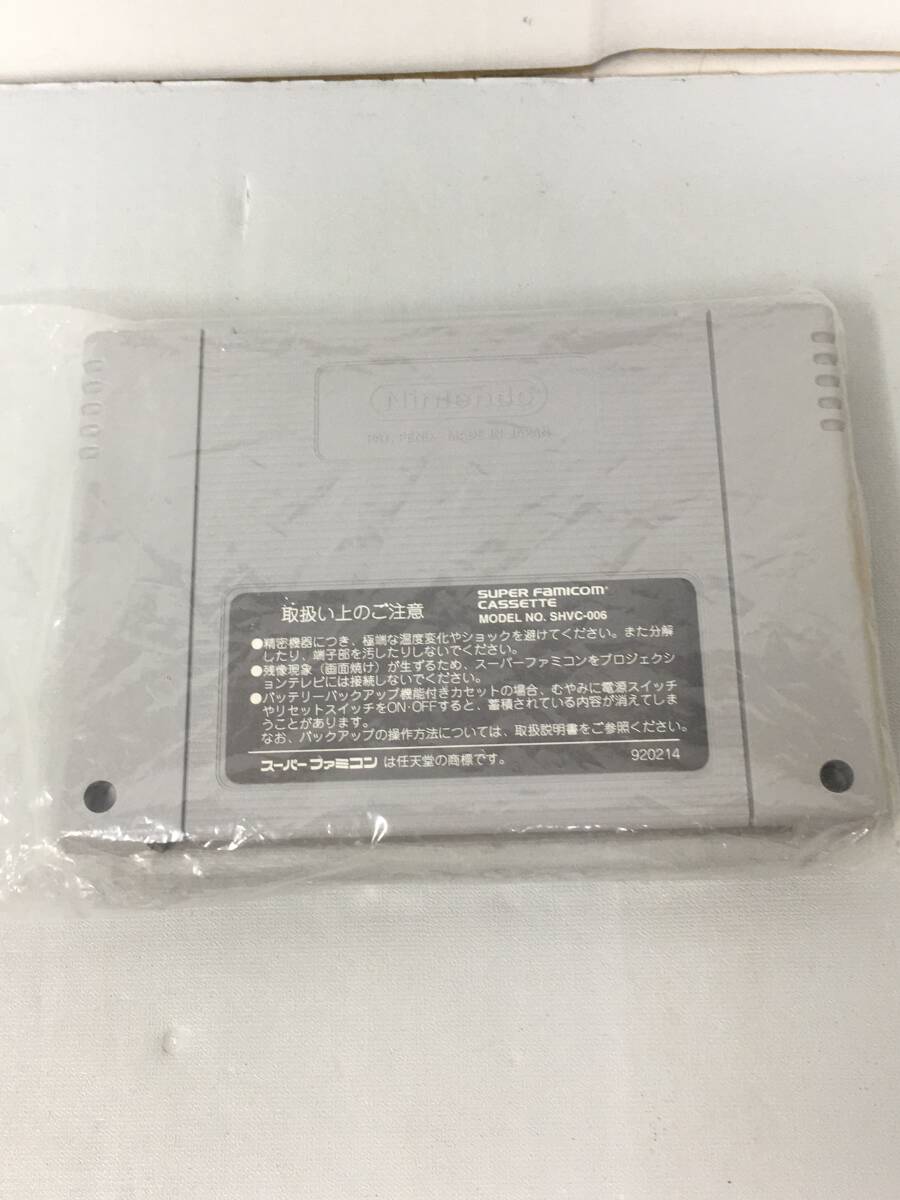 Nintendo
取扱い上のご注意
SUPER FAMICOM
CASSETTE
MODEL NO. SHVC-006
●精密機器につき、極端な温度変化やショックを避けてください。また分解
したり、端子部を汚したりしないでください。
●残像現象（画面焼け）が生ずるため、スーパーファミコンをプロジェクシ
ョンテレビには接続しないでください。
●バッテリーバックアップ機能付きカセットの場合、むやみに電源スイッチ
やリセットスイッチをON・OFFすると、蓄積されている内容が消えてしま
うことがあります。
なお、バックアップの操作方法については、取扱説明書をご参照ください。
スーパーファミコン は任天堂の商標です。
920214